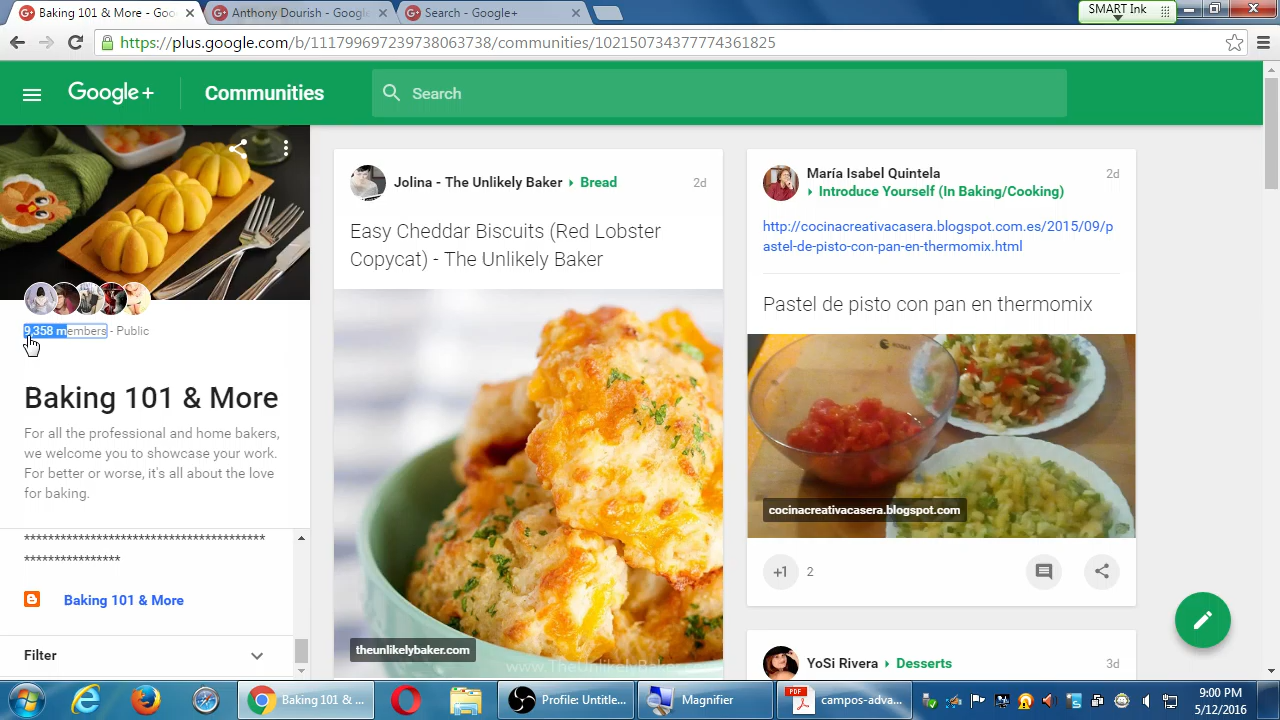 Baking 101 & More - Goo
Anthony Dourish - Google
Search - Google+
SMART Ink
https://plus.google.com/b/111799697239738063738/communities/102150734377774361825
Google+
Communities
Search
9,358 members - Public
Baking 101 & More
For all the professional and home bakers,
we welcome you to showcase your work.
For better or worse, it's all about the love
for baking.
****************************************
****************
Baking 101 & More
Filter
Jolina - The Unlikely Baker
Bread
2d
Easy Cheddar Biscuits (Red Lobster
Copycat) - The Unlikely Baker
theunlikelybaker.com
www.TheUnlikelyBaker.com
María Isabel Quintela
2d
Introduce Yourself (In Baking/Cooking)
http://cocinacreativacasera.blogspot.com.es/2015/09/p
astel-de-pisto-con-pan-en-thermomix.html
Pastel de pisto con pan en thermomix
cocinacreativacasera.blogspot.com
+1
2
YoSi Rivera
Desserts
3d
Baking 101 & ...
Profile: Untitle...
Magnifier
PDF
campos-adva...
9:00 PM
5/12/2016